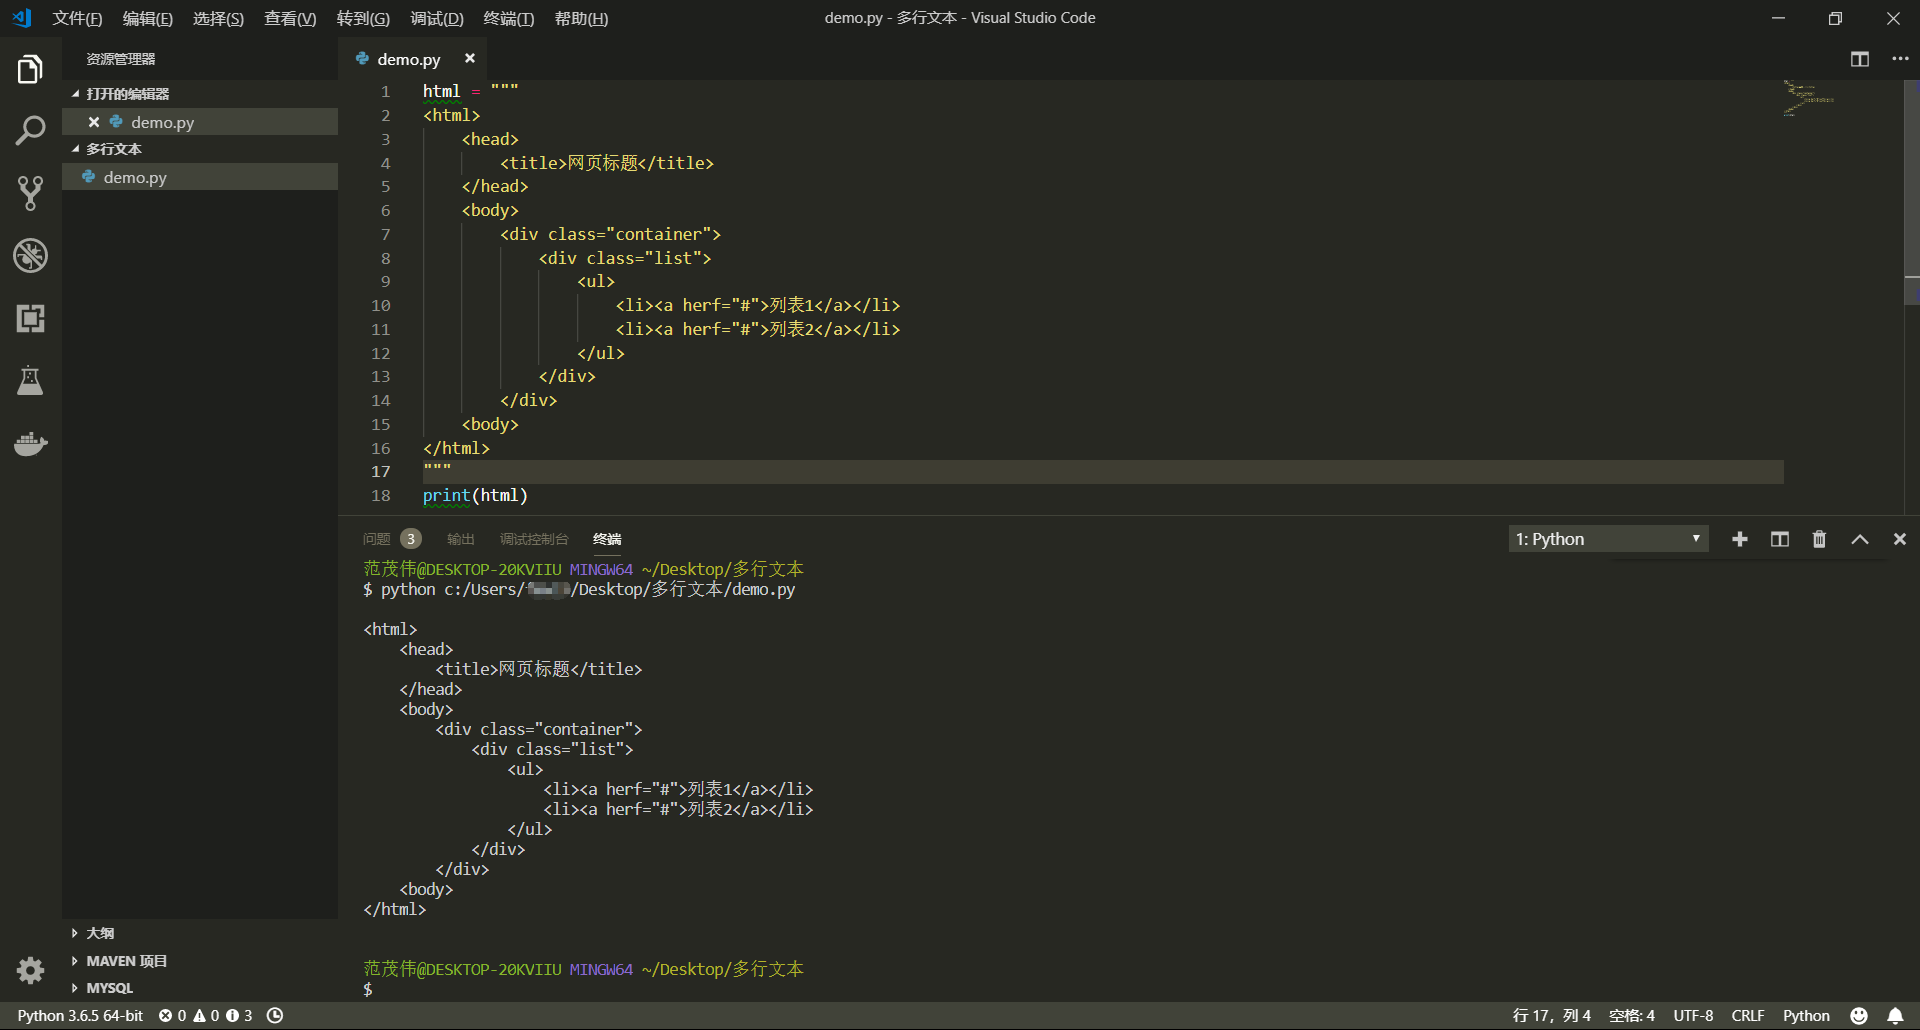 文件(F) 编辑(E) 选择(S) 查看(V) 转到(G) 调试(D) 终端(T) 帮助(H)
demo.py - 多行文本 - Visual Studio Code
资源管理器
打开的编辑器
demo.py
多行文本
demo.py
大纲
MAVEN 项目
MYSQL
demo.py
1 html = """
2 <html>
3     <head>
4         <title>网页标题</title>
5     </head>
6     <body>
7         <div class="container">
8             <div class="list">
9                 <ul>
10                     <li><a herf="#">列表1</a></li>
11                     <li><a herf="#">列表2</a></li>
12                 </ul>
13             </div>
14         </div>
15     <body>
16 </html>
17 """
18 print(html)
问题 3 输出 调试控制台 终端
1: Python
范茂伟@DESKTOP-20KVIIU MINGW64 ~/Desktop/多行文本
$ python c:/Users/ /Desktop/多行文本/demo.py
<html>
    <head>
        <title>网页标题</title>
    </head>
    <body>
        <div class="container">
            <div class="list">
                <ul>
                    <li><a herf="#">列表1</a></li>
                    <li><a herf="#">列表2</a></li>
                </ul>
            </div>
        </div>
    <body>
</html>
范茂伟@DESKTOP-20KVIIU MINGW64 ~/Desktop/多行文本
$
Python 3.6.5 64-bit 0 0 3
行 17，列 4 空格: 4 UTF-8 CRLF Python